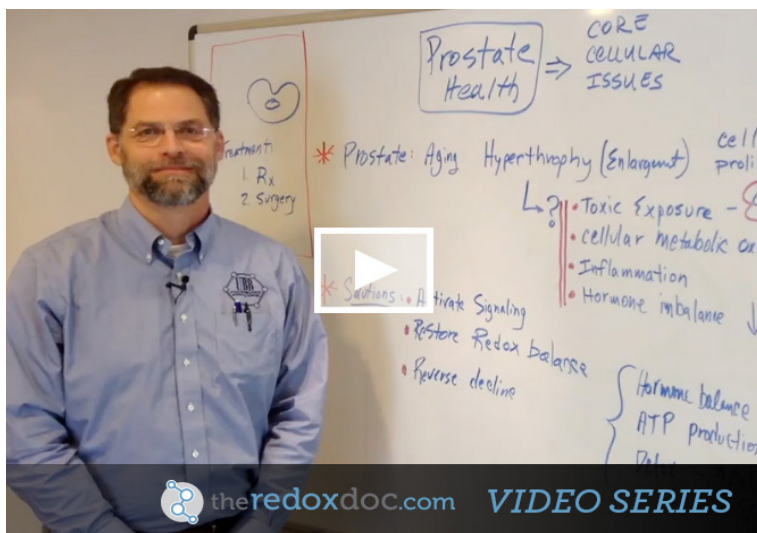 Prostate
Health
⇒
CORE
CELLULAR
ISSUES
Treatment:
1. Rx
2. Surgery
* Prostate: Aging Hyperthrophy (Enlargmnt)
cell
proli
↳?
• Toxic Exposure -
• cellular metabolic ox
• Inflammation
• Hormone imbalance ↓
* Solutions: • Activate Signaling
• Restore Redox balance
• Reverse decline
Hormone balance
ATP production
theredoxdoc.com VIDEO SERIES